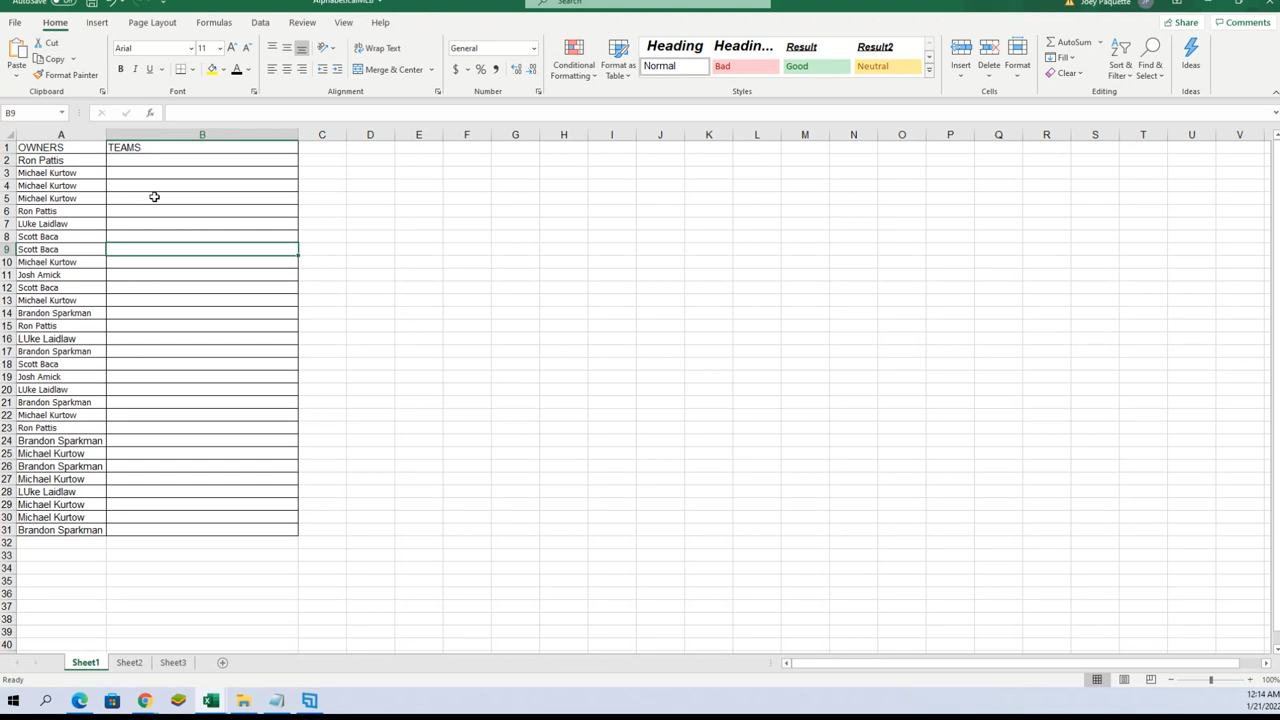 AutoSave
AlphabeticalMLB
Search
Joey Paquette
JP
File Home Insert Page Layout Formulas Data Review View Help
Share Comments
Paste
Cut
Copy
Format Painter
Clipboard
Arial 11
Font
Wrap Text
Merge & Center
Alignment
General
Number
Conditional Formatting
Format as Table
Heading Headin... Result Result2
Normal Bad Good Neutral
Styles
Insert Delete Format
Cells
AutoSum
Fill
Clear
Sort & Filter
Find & Select
Editing
Ideas
Ideas
B9
A B C D E F G H I J K L M N O P Q R S T U V
1 OWNERS TEAMS
2 Ron Pattis
3 Michael Kurtow
4 Michael Kurtow
5 Michael Kurtow
6 Ron Pattis
7 LUke Laidlaw
8 Scott Baca
9 Scott Baca
10 Michael Kurtow
11 Josh Amick
12 Scott Baca
13 Michael Kurtow
14 Brandon Sparkman
15 Ron Pattis
16 LUke Laidlaw
17 Brandon Sparkman
18 Scott Baca
19 Josh Amick
20 LUke Laidlaw
21 Brandon Sparkman
22 Michael Kurtow
23 Ron Pattis
24 Brandon Sparkman
25 Michael Kurtow
26 Brandon Sparkman
27 Michael Kurtow
28 LUke Laidlaw
29 Michael Kurtow
30 Michael Kurtow
31 Brandon Sparkman
32
33
34
35
36
37
38
39
40
Sheet1 Sheet2 Sheet3
Ready
100%
12:14 AM